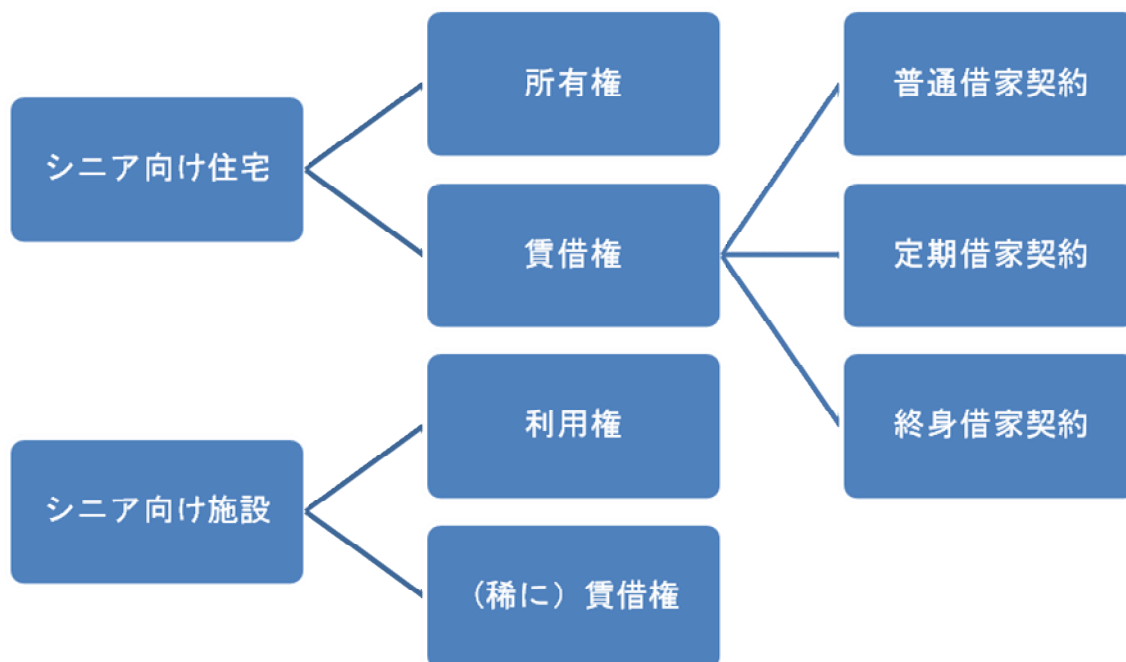 シニア向け住宅
所有権
賃借権
普通借家契約
定期借家契約
終身借家契約
シニア向け施設
利用権
（稀に）賃借権